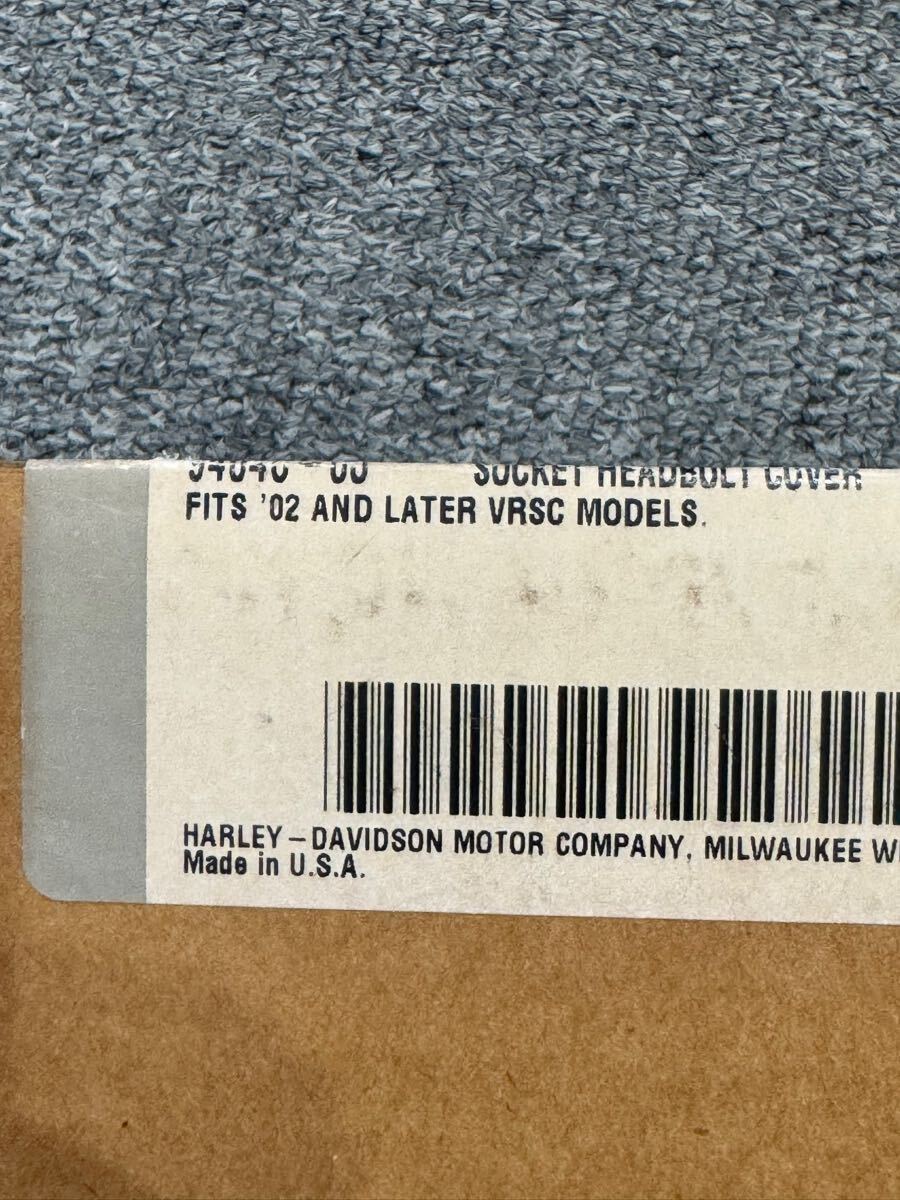 SOCKET HEADBOLT COVER
FITS '02 AND LATER VRSC MODELS.
HARLEY-DAVIDSON MOTOR COMPANY, MILWAUKEE
Made in U.S.A.